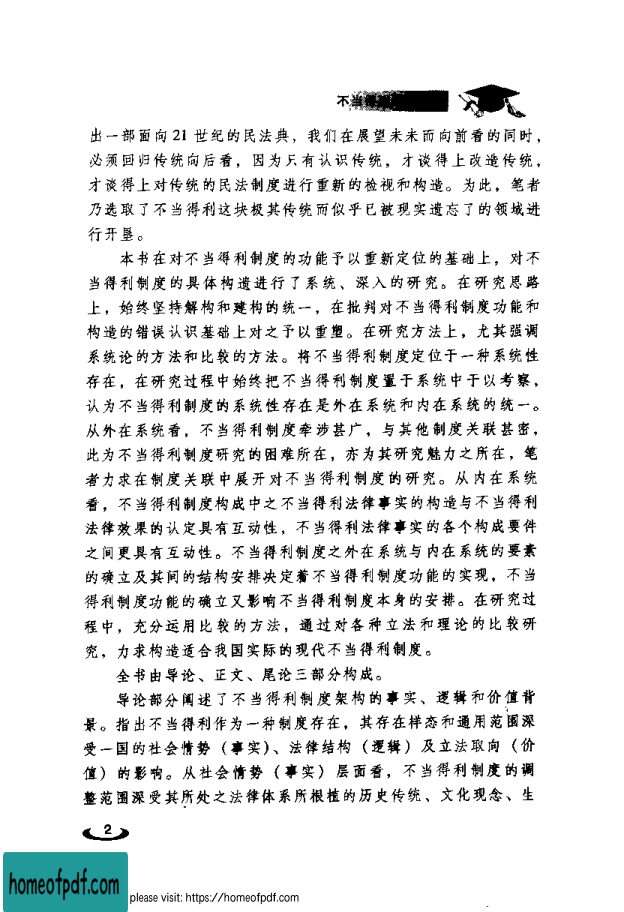 不当得
出一部面向 21 世纪的民法典，我们在展望未来而向前看的同时，
必须回归传统向后看，因为只有认识传统，才谈得上改造传统，
才谈得上对传统的民法制度进行重新的检视和构造。为此，笔者
乃选取了不当得利这块极其传统而似乎已被现实遗忘了的领域进
行开垦。
本书在对不当得利制度的功能予以重新定位的基础上，对不
当得利制度的具体构造进行了系统、深入的研究。在研究思路
上，始终坚持解构和建构的统一，在批判对不当得利制度功能和
构造的错误认识基础上对之予以重塑。在研究方法上，尤其强调
系统论的方法和比较的方法。将不当得利制度定位于一种系统性
存在，在研究过程中始终把不当得利制度置于系统中予以考察，
认为不当得利制度的系统性存在是外在系统和内在系统的统一。
从外在系统看，不当得利制度牵涉甚广，与其他制度关联甚密，
此为不当得利制度研究的困难所在，亦为其研究魅力之所在，笔
者力求在制度关联中展开对不当得利制度的研究。从内在系统
看，不当得利制度构成中之不当得利法律事实的构造与不当得利
法律效果的认定具有互动性，不当得利法律事实的各个构成要件
之间更具有互动性。不当得利制度之外在系统与内在系统的要素
的确立及其间的结构安排决定着不当得利制度功能的实现，不当
得利制度功能的确立又影响不当得利制度本身的安排。在研究过
程中，充分运用比较的方法，通过对各种立法和理论的比较研
究，力求构造适合我国实际的现代不当得利制度。
全书由导论、正文、尾论三部分构成。
导论部分阐述了不当得利制度架构的事实、逻辑和价值背
景。指出不当得利作为一种制度存在，其存在样态和通用范围深
受一国的社会情势（事实）、法律结构（逻辑）及立法取向（价
值）的影响。从社会情势（事实）层面看，不当得利制度的调
整范围深受其所处之法律体系所根植的历史传统、文化观念、生
2
homeofpdf.com
please visit: https://homeofpdf.com